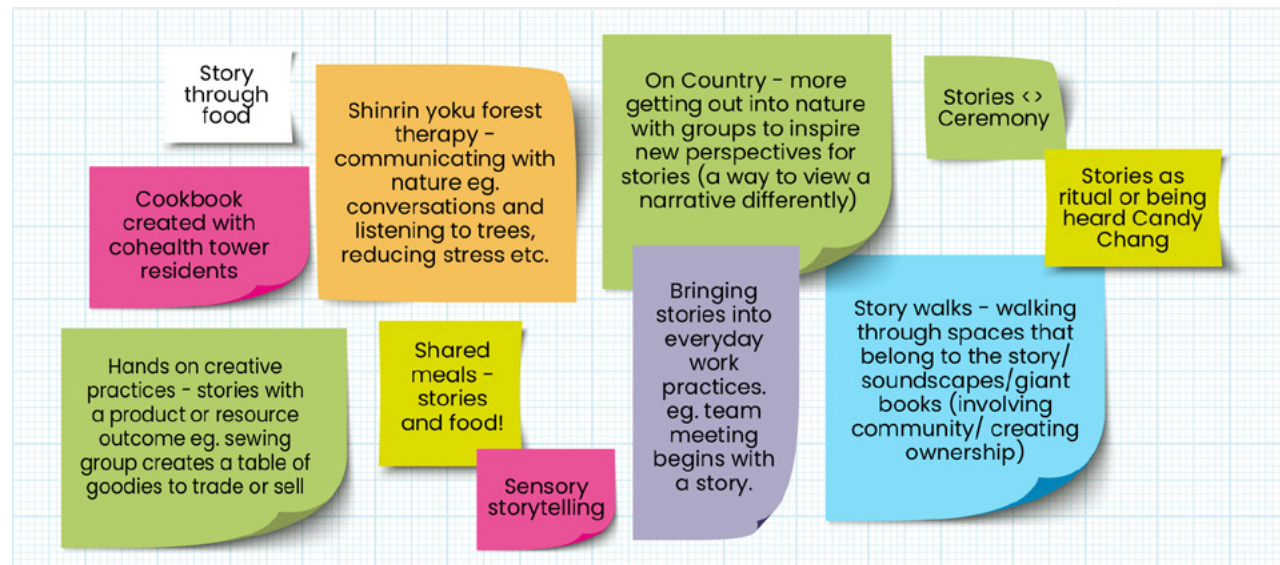 Story
through
food
Shinrin yoku forest
therapy -
communicating with
nature eg.
conversations and
listening to trees,
reducing stress etc.
On Country - more
getting out into nature
with groups to inspire
new perspectives for
stories (a way to view a
narrative differently)
Stories <>
Ceremony
Cookbook
created with
cohealth tower
residents
Stories as
ritual or being
heard Candy
Chang
Hands on creative
practices - stories with
a product or resource
outcome eg. sewing
group creates a table of
goodies to trade or sell
Shared
meals -
stories
and food!
Sensory
storytelling
Bringing
stories into
everyday
work
practices.
eg. team
meeting
begins with
a story.
Story walks - walking
through spaces that
belong to the story/
soundscapes/giant
books (involving
community/ creating
ownership)